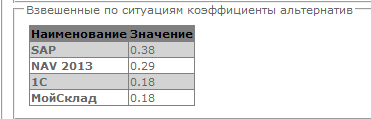 Взвешенные по ситуациям коэффициенты альтернатив
Наименование Значение
SAP 0.38
NAV 2013 0.29
1С 0.18
МойСклад 0.18